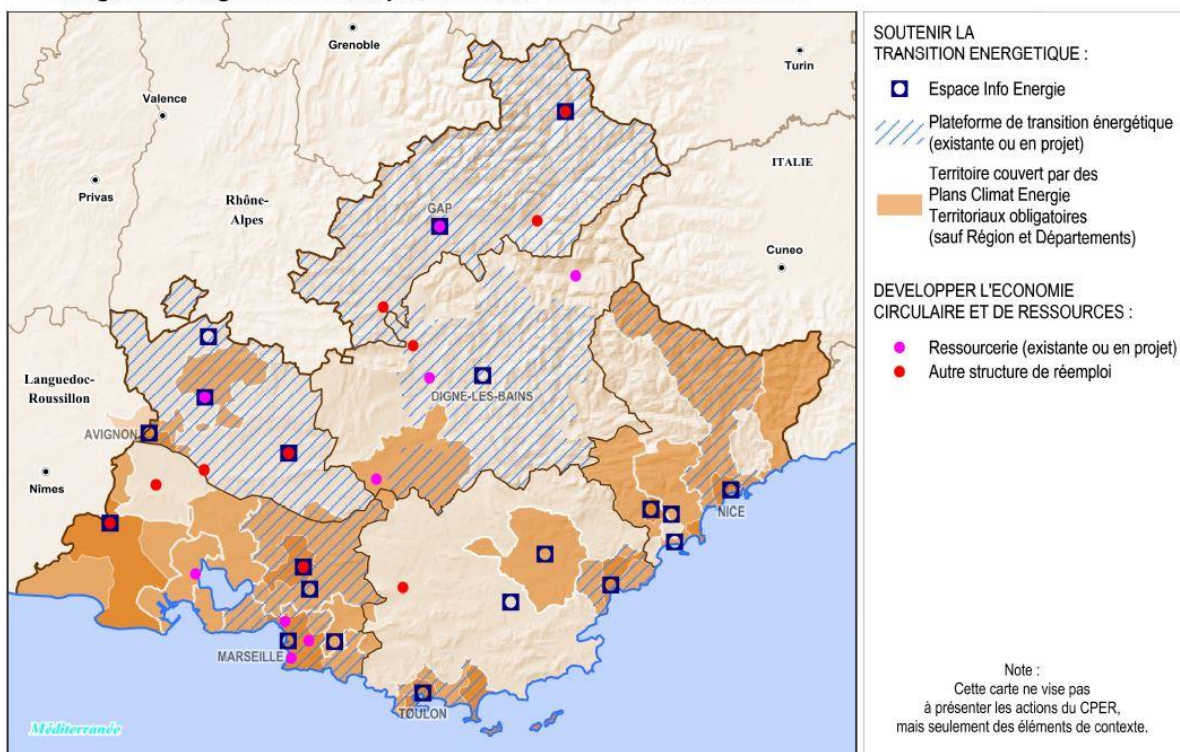 Grenoble
Turin
Valence
ITALIE
Privas
Rhône-
Alpes
GAP
Cuneo
Languedoc-
Roussillon
DIGNE-LES-BAINS
AVIGNON
Nîmes
NICE
MARSEILLE
TOULON
Méditerranée
SOUTENIR LA
TRANSITION ENERGETIQUE :
Espace Info Energie
Plateforme de transition énergétique
(existante ou en projet)
Territoire couvert par des
Plans Climat Energie
Territoriaux obligatoires
(sauf Région et Départements)
DEVELOPPER L'ECONOMIE
CIRCULAIRE ET DE RESSOURCES :
Ressourcerie (existante ou en projet)
Autre structure de réemploi
Note :
Cette carte ne vise pas
à présenter les actions du CPER,
mais seulement des éléments de contexte.